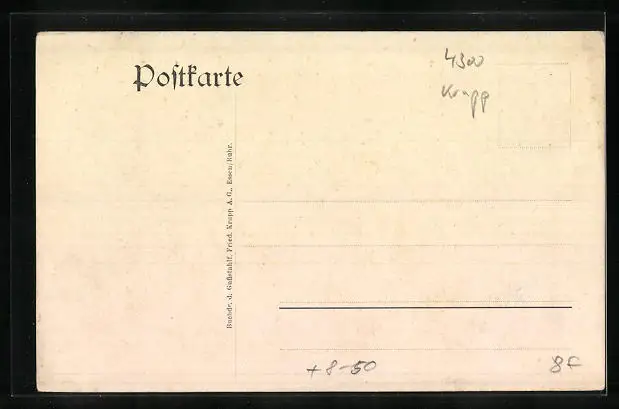 Postkarte
4300
Krupp
Buchdr. d. Gußstahlf. Fried. Krupp A. G., Essen/Ruhr.
+8-50
8F